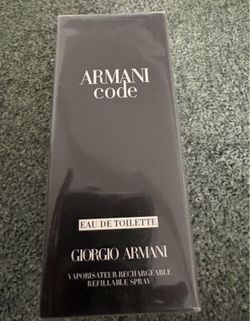 ARMANI
code
EAU DE TOILETTE
GIORGIO ARMANI
VAPORISATEUR RECHARGEABLE
REFILLABLE SPRAY